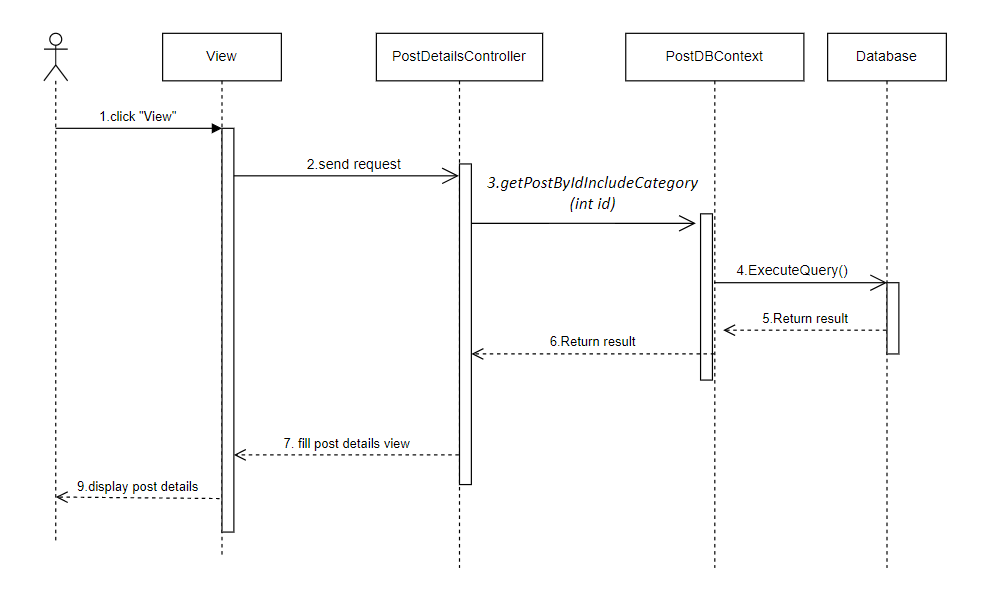 View
PostDetailsController
PostDBContext
Database
1.click "View"
2.send request
3.getPostByIdIncludeCategory
(int id)
4.ExecuteQuery()
5.Return result
6.Return result
7. fill post details view
9.display post details